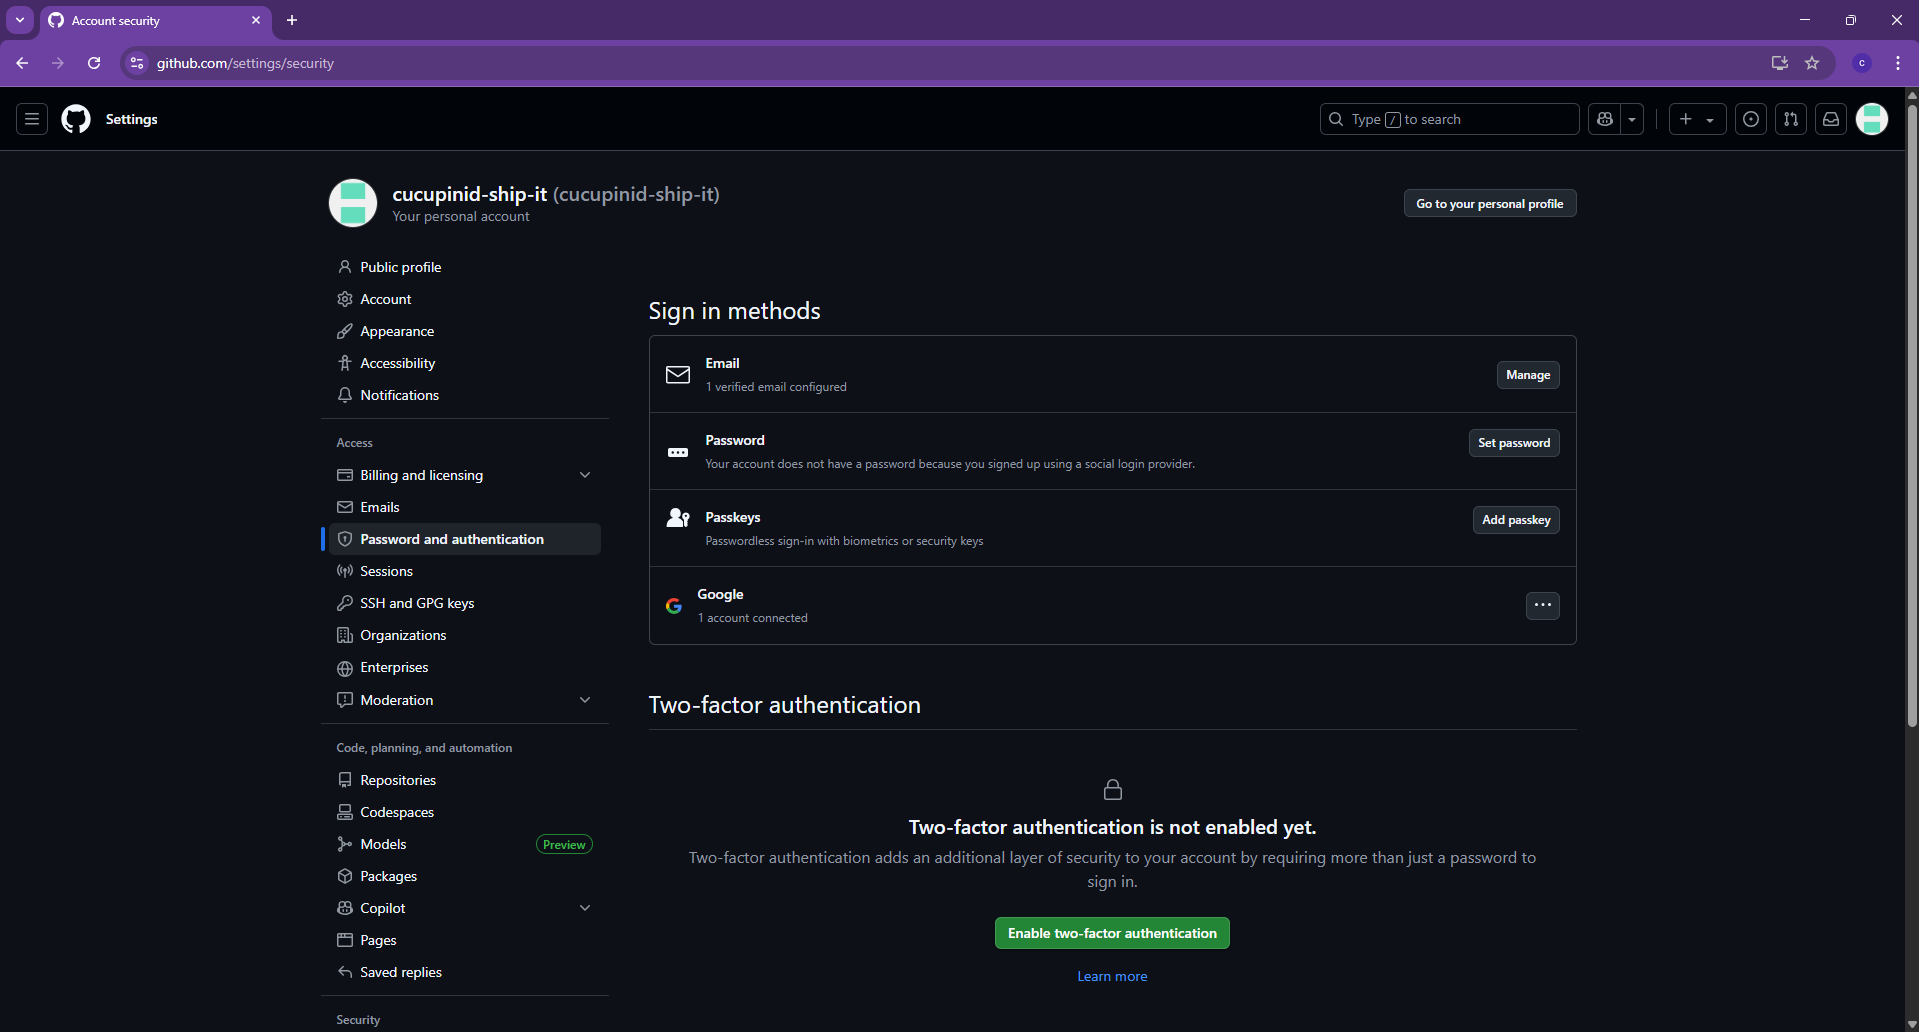 Account security
github.com/settings/security
c
Settings
Type / to search
cucupinid-ship-it (cucupinid-ship-it)
Your personal account
Go to your personal profile
Public profile
Account
Appearance
Accessibility
Notifications
Access
Billing and licensing
Emails
Password and authentication
Sessions
SSH and GPG keys
Organizations
Enterprises
Moderation
Code, planning, and automation
Repositories
Codespaces
Models
Preview
Packages
Copilot
Pages
Saved replies
Security
Sign in methods
Email
1 verified email configured
Manage
Password
Your account does not have a password because you signed up using a social login provider.
Set password
Passkeys
Passwordless sign-in with biometrics or security keys
Add passkey
Google
1 account connected
Two-factor authentication
Two-factor authentication is not enabled yet.
Two-factor authentication adds an additional layer of security to your account by requiring more than just a password to
sign in.
Enable two-factor authentication
Learn more